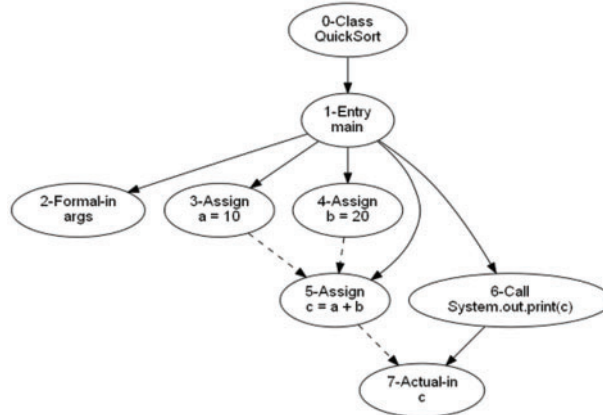 0-Class
QuickSort
1-Entry
main
2-Formal-in
args
3-Assign
a = 10
4-Assign
b = 20
5-Assign
c = a + b
6-Call
System.out.print(c)
7-Actual-in
c